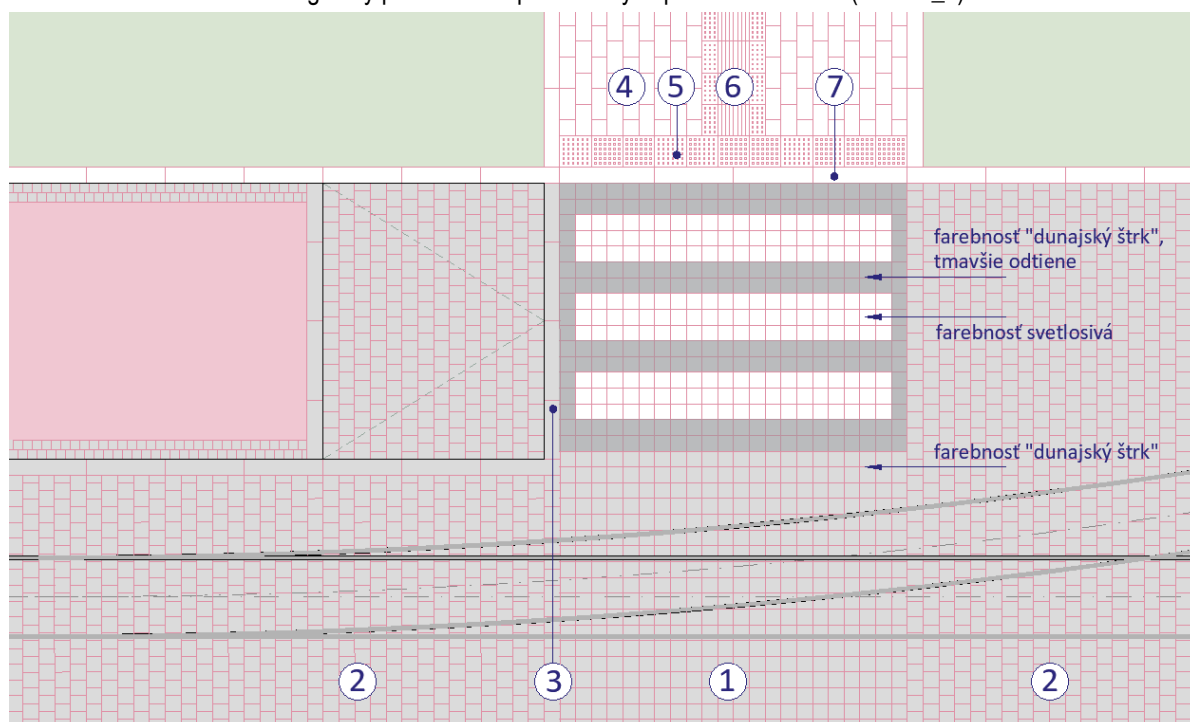 4 5 6 7
farebnosť "dunajský štrk",
tmavšie odtiene
farebnosť svetlosivá
farebnosť "dunajský štrk"
2 3 1 2